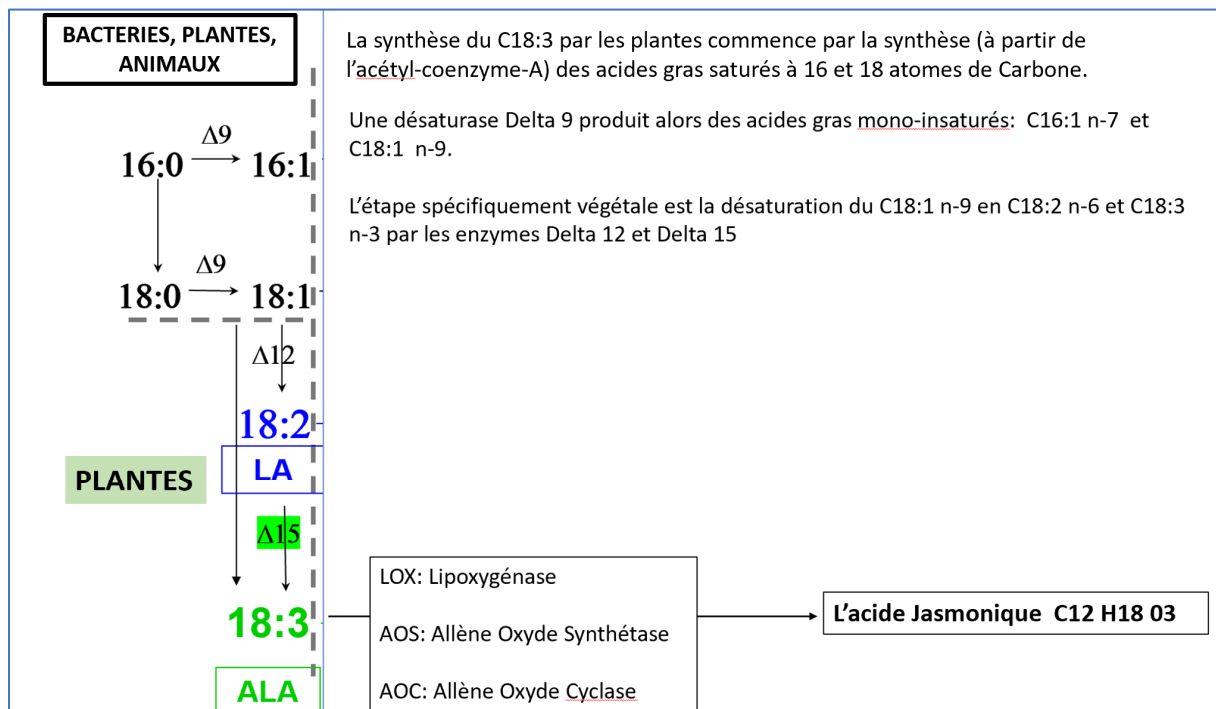 BACTERIES, PLANTES,
ANIMAUX
La synthèse du C18:3 par les plantes commence par la synthèse (à partir de
l'acétyl-coenzyme-A) des acides gras saturés à 16 et 18 atomes de Carbone.
Une désaturase Delta 9 produit alors des acides gras mono-insaturés:  C16:1 n-7  et
C18:1  n-9.
L'étape spécifiquement végétale est la désaturation du C18:1 n-9 en C18:2 n-6 et C18:3
n-3 par les enzymes Delta 12 et Delta 15
Δ9
16:0 16:1
Δ9
18:0 18:1
Δ12
18:2
LA
PLANTES
Δ15
18:3
ALA
LOX: Lipoxygénase
AOS: Allène Oxyde Synthétase
AOC: Allène Oxyde Cyclase
L'acide Jasmonique  C12 H18 03